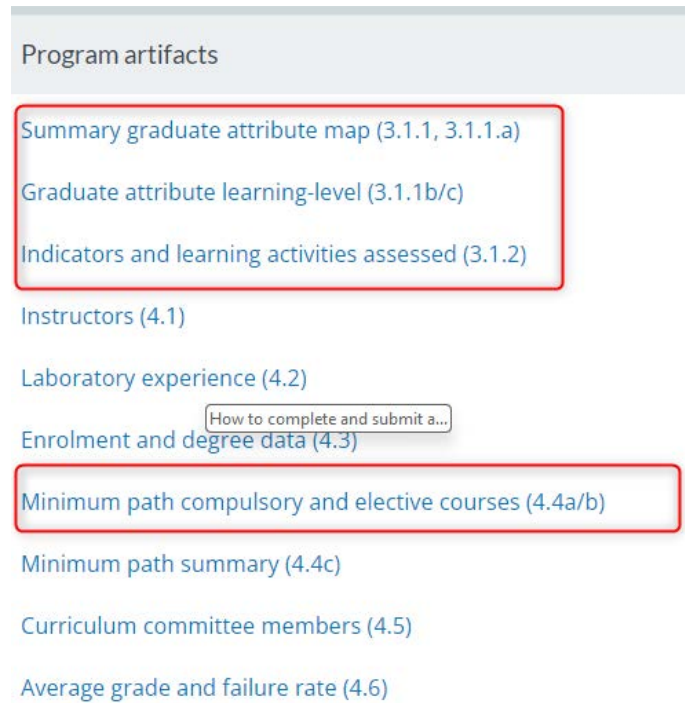 Program artifacts
Summary graduate attribute map (3.1.1, 3.1.1.a)
Graduate attribute learning-level (3.1.1b/c)
Indicators and learning activities assessed (3.1.2)
Instructors (4.1)
Laboratory experience (4.2)
How to complete and submit a...
Enrolment and degree data (4.3)
Minimum path compulsory and elective courses (4.4a/b)
Minimum path summary (4.4c)
Curriculum committee members (4.5)
Average grade and failure rate (4.6)